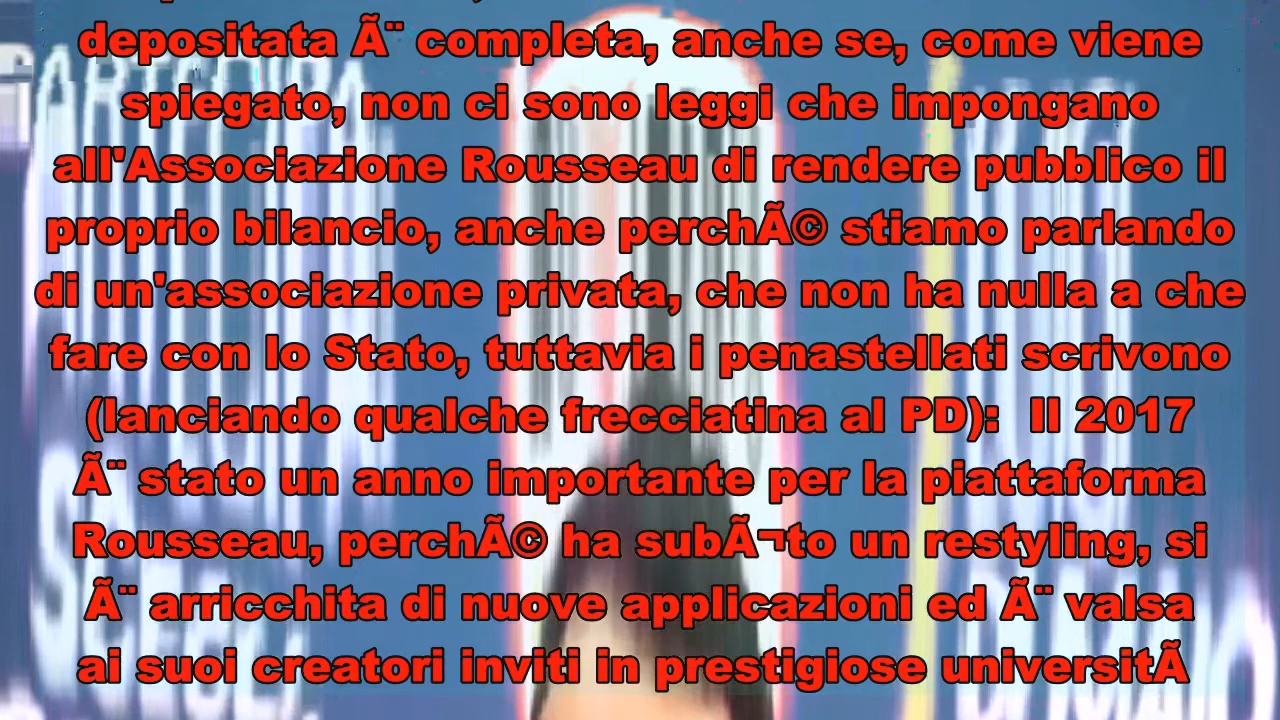 depositata Ã¨ completa, anche se, come viene
spiegato, non ci sono leggi che impongano
all'Associazione Rousseau di rendere pubblico il
proprio bilancio, anche perchÃ© stiamo parlando
di un'associazione privata, che non ha nulla a che
fare con lo Stato, tuttavia i penastellati scrivono
(lanciando qualche frecciatina al PD):  Il 2017
Ã¨ stato un anno importante per la piattaforma
Rousseau, perchÃ© ha subÃ¬to un restyling, si
Ã¨ arricchita di nuove applicazioni ed Ã¨ valsa
ai suoi creatori inviti in prestigiose universitÃ